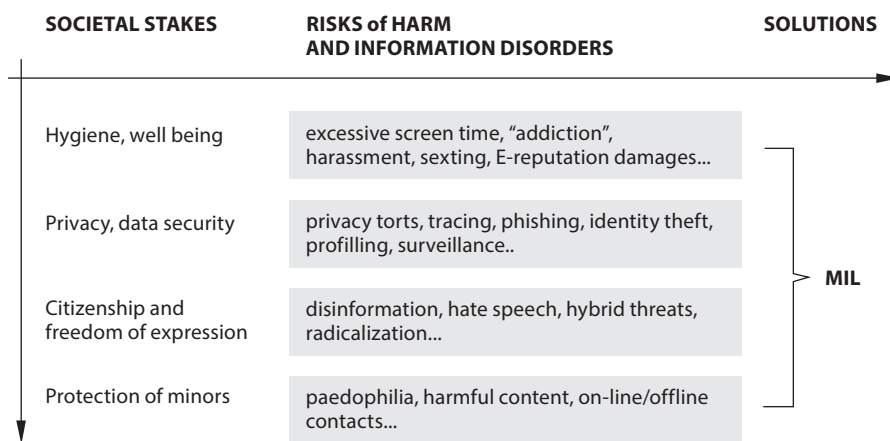 SOCIETAL STAKES
RISKS of HARM
AND INFORMATION DISORDERS
SOLUTIONS
Hygiene, well being
excessive screen time, “addiction”,
harassment, sexting, E-reputation damages...
Privacy, data security
privacy torts, tracing, phishing, identity theft,
profilling, surveillance..
MIL
Citizenship and
freedom of expression
disinformation, hate speech, hybrid threats,
radicalization...
Protection of minors
paedophilia, harmful content, on-line/offline
contacts...